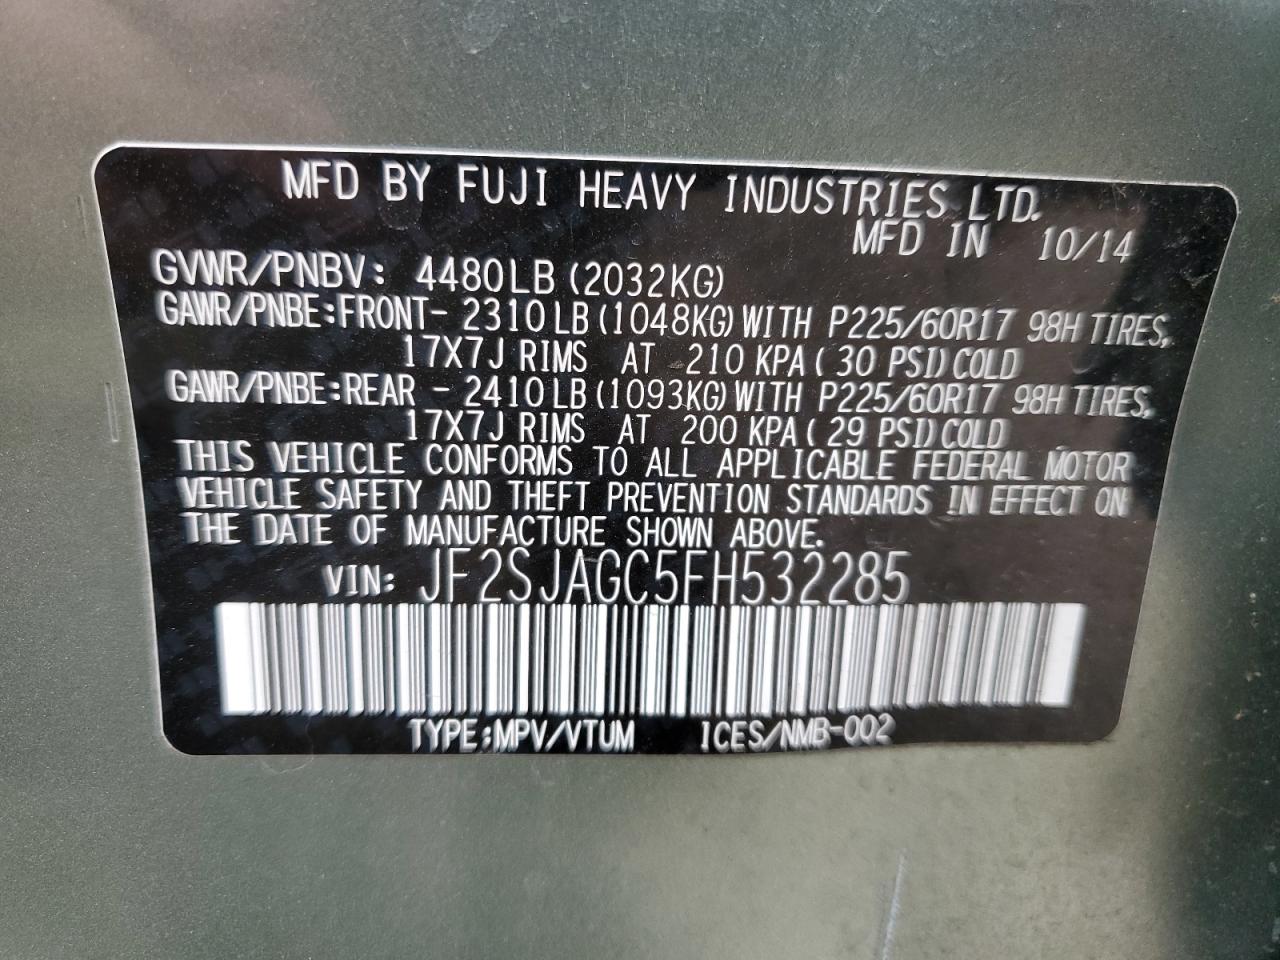 MFD BY FUJI HEAVY INDUSTRIES LTD.
MFD IN 10/14
GVWR/PNBV: 4480LB (2032KG)
GAWR/PNBE:FRONT- 2310LB (1048KG) WITH P225/60R17 98H TIRES,
17X7J RIMS AT 210 KPA ( 30 PSI) COLD
GAWR/PNBE:REAR - 2410LB (1093KG) WITH P225/60R17 98H TIRES,
17X7J RIMS AT 200 KPA ( 29 PSI) COLD
THIS VEHICLE CONFORMS TO ALL APPLICABLE FEDERAL MOTOR
VEHICLE SAFETY AND THEFT PREVENTION STANDARDS IN EFFECT ON
THE DATE OF MANUFACTURE SHOWN ABOVE.
VIN: JF2SJAGC5FH532285
TYPE:MPV/VTUM ICES/NMB-002